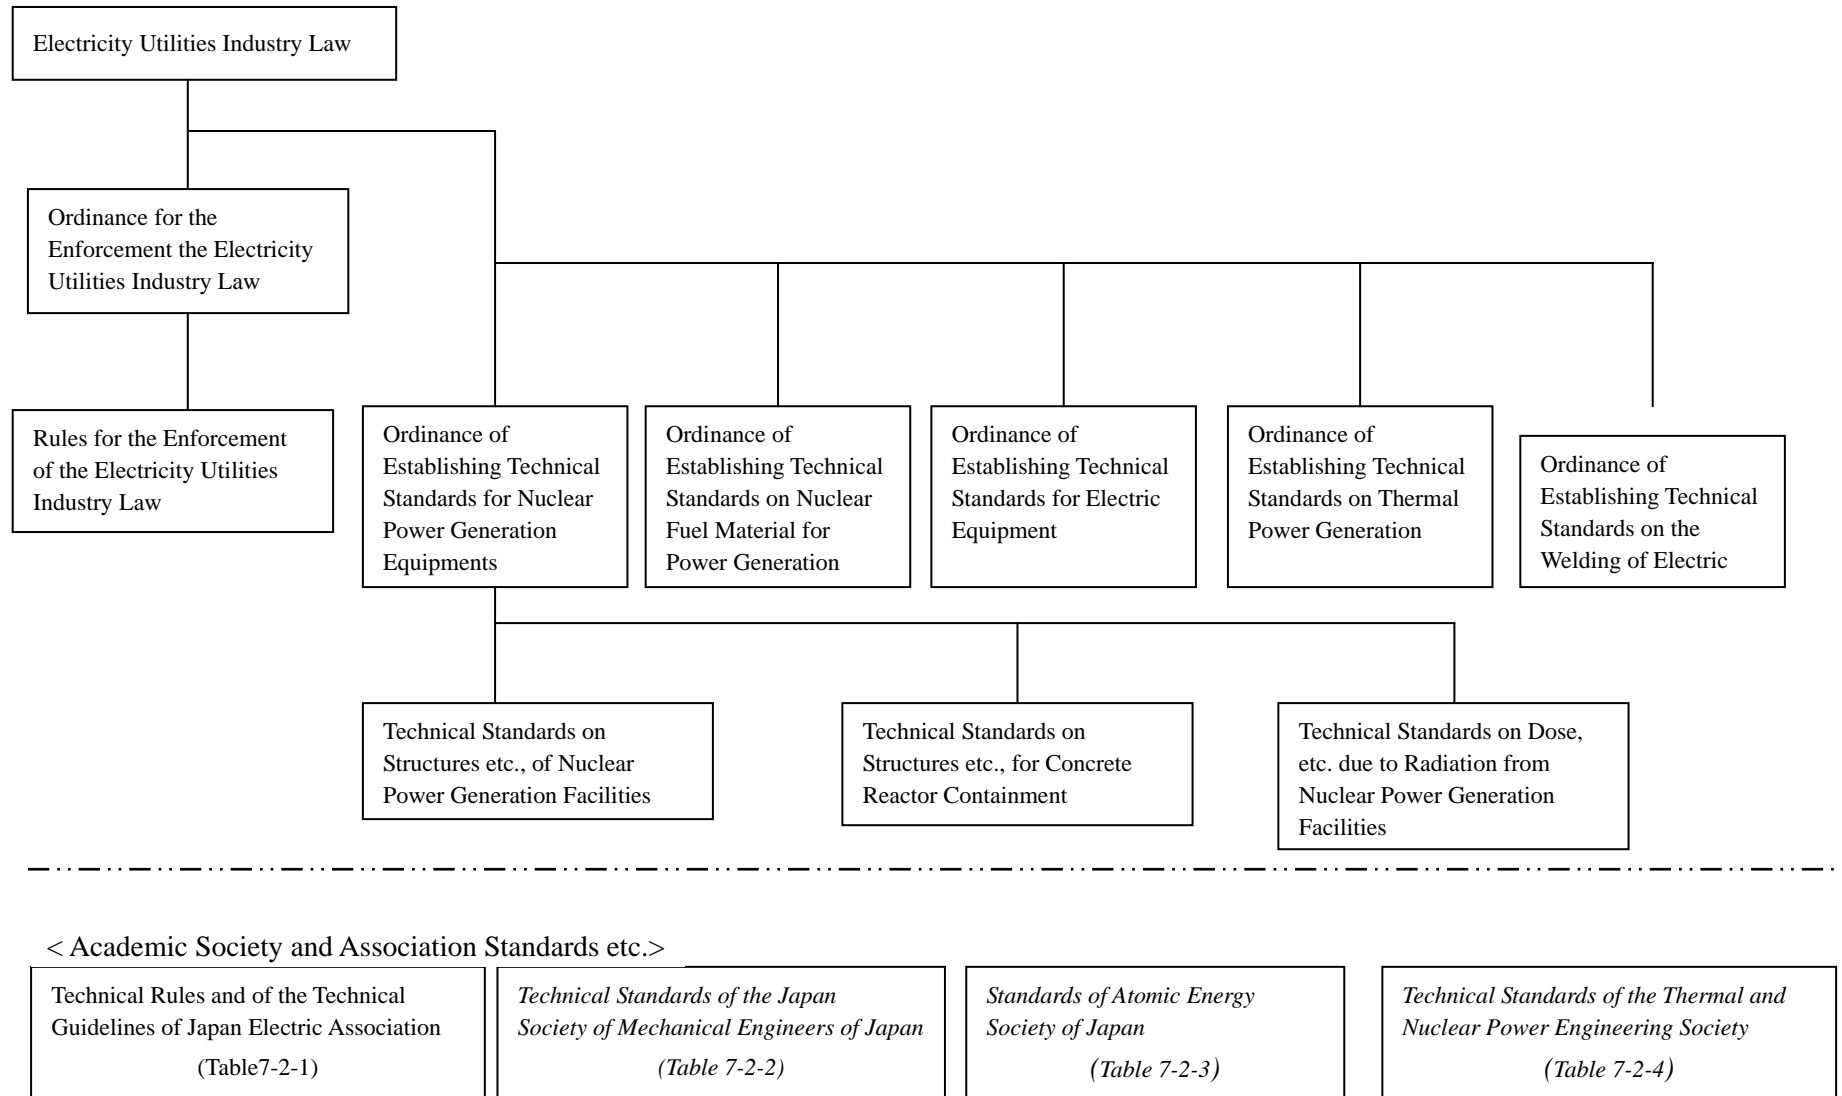 Electricity Utilities Industry Law
Ordinance for the
Enforcement the Electricity
Utilities Industry Law
Rules for the Enforcement
of the Electricity Utilities
Industry Law
Ordinance of
Establishing Technical
Standards for Nuclear
Power Generation
Equipments
Ordinance of
Establishing Technical
Standards on Nuclear
Fuel Material for
Power Generation
Ordinance of
Establishing Technical
Standards for Electric
Equipment
Ordinance of
Establishing Technical
Standards on Thermal
Power Generation
Ordinance of
Establishing Technical
Standards on the
Welding of Electric
Technical Standards on
Structures etc., of Nuclear
Power Generation Facilities
Technical Standards on
Structures etc., for Concrete
Reactor Containment
Technical Standards on Dose,
etc. due to Radiation from
Nuclear Power Generation
Facilities
< Academic Society and Association Standards etc.>
Technical Rules and of the Technical
Guidelines of Japan Electric Association
(Table7-2-1)
Technical Standards of the Japan
Society of Mechanical Engineers of Japan
(Table 7-2-2)
Standards of Atomic Energy
Society of Japan
(Table 7-2-3)
Technical Standards of the Thermal and
Nuclear Power Engineering Society
(Table 7-2-4)